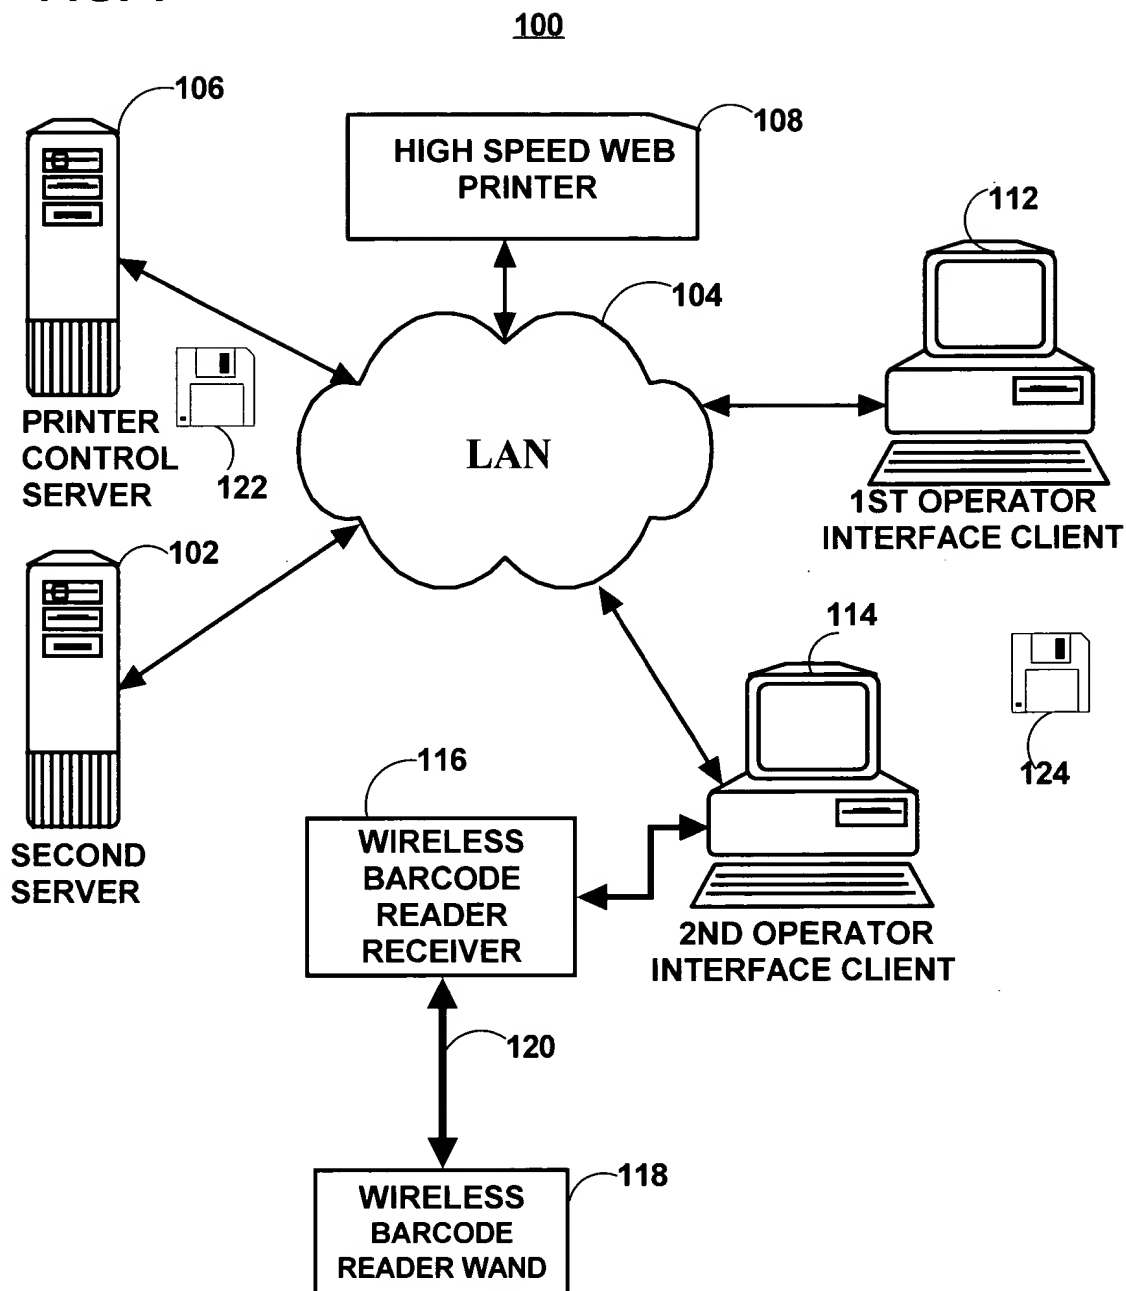 100
106
108
HIGH SPEED WEB
PRINTER
112
104
PRINTER
CONTROL
SERVER
122
LAN
1ST OPERATOR
INTERFACE CLIENT
102
114
124
116
SECOND
SERVER
WIRELESS
BARCODE
READER
RECEIVER
2ND OPERATOR
INTERFACE CLIENT
120
118
WIRELESS
BARCODE
READER WAND